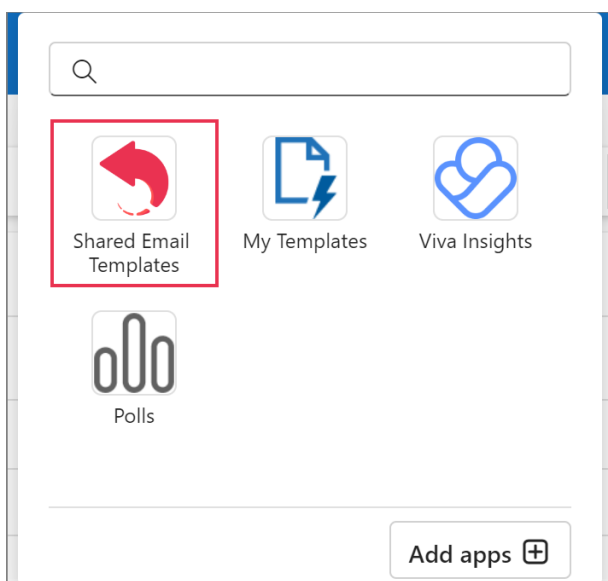 Shared Email
Templates
My Templates
Viva Insights
Polls
Add apps